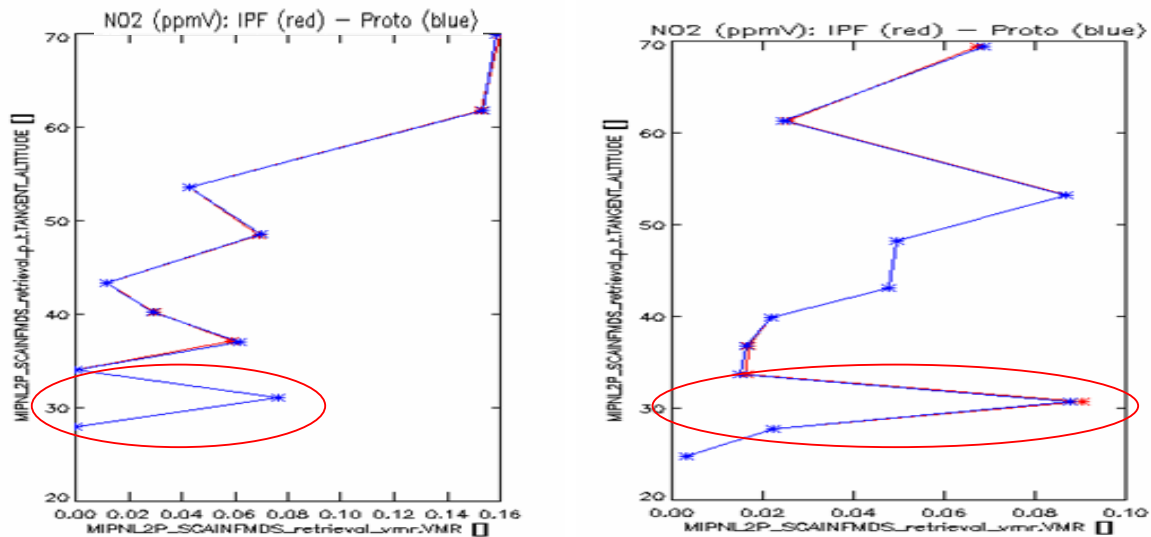 NO2 (ppmV): IPF (red) – Proto (blue)
70
60
50
40
30
20
MIPNL2P_SCAINFMDS_retrieval_p_t.TANGENT_ALTITUDE []
0.00 0.02 0.04 0.06 0.08 0.10 0.12 0.14 0.16
MIPNL2P_SCAINFMDS_retrieval_vmr.VMR []
NO2 (ppmV): IPF (red) – Proto (blue)
70
60
50
40
30
20
MIPNL2P_SCAINFMDS_retrieval_p_t.TANGENT_ALTITUDE []
0.00 0.02 0.04 0.06 0.08 0.10
MIPNL2P_SCAINFMDS_retrieval_vmr.VMR []